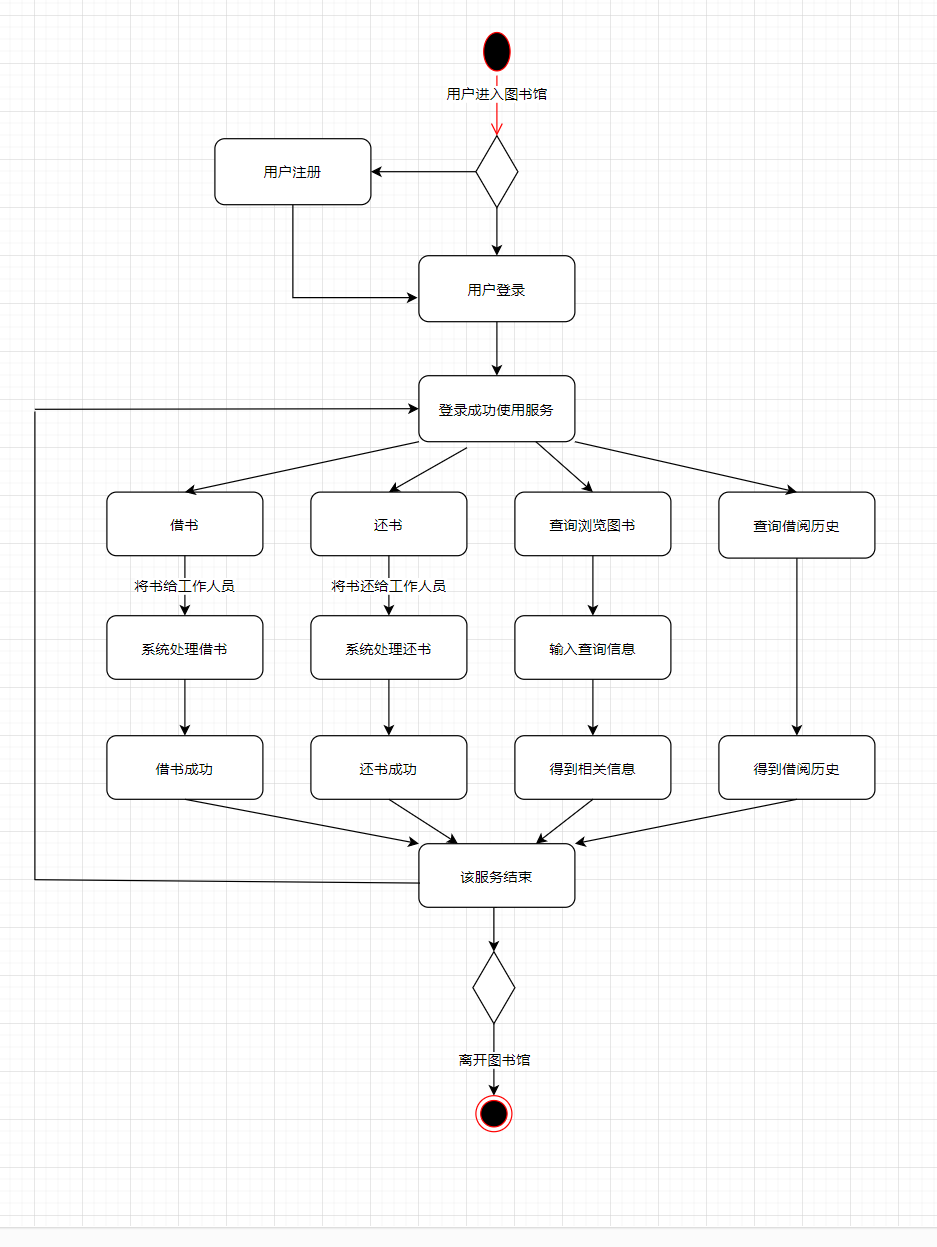 用户进入图书馆
用户注册
用户登录
登录成功使用服务
借书
还书
查询浏览图书
查询借阅历史
将书给工作人员
将书还给工作人员
系统处理借书
系统处理还书
输入查询信息
借书成功
还书成功
得到相关信息
得到借阅历史
该服务结束
离开图书馆